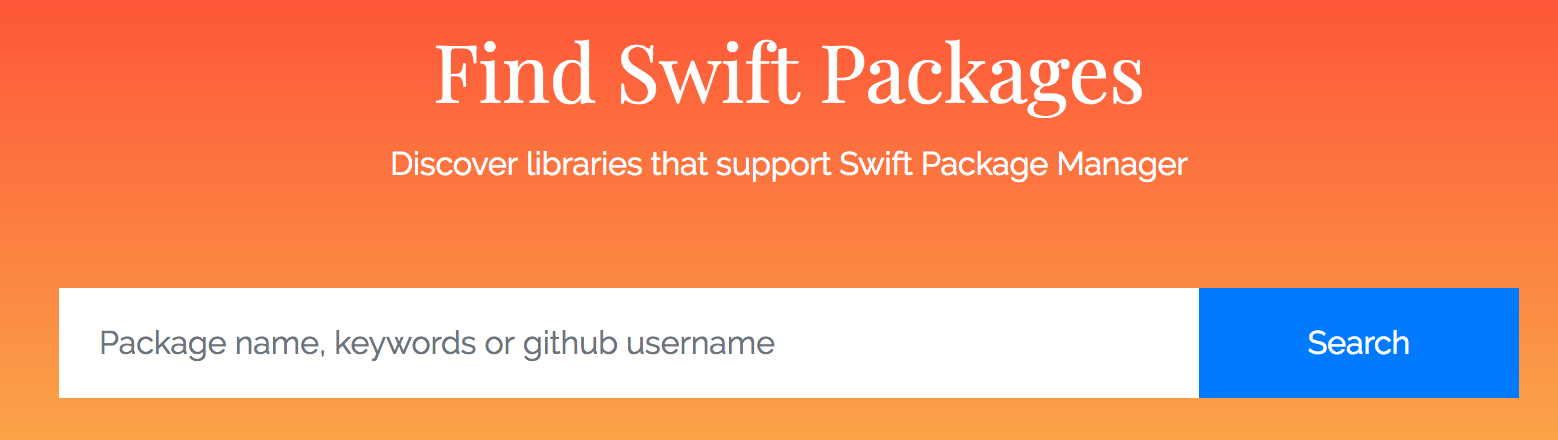 Find Swift Packages
Discover libraries that support Swift Package Manager
Package name, keywords or github username
Search